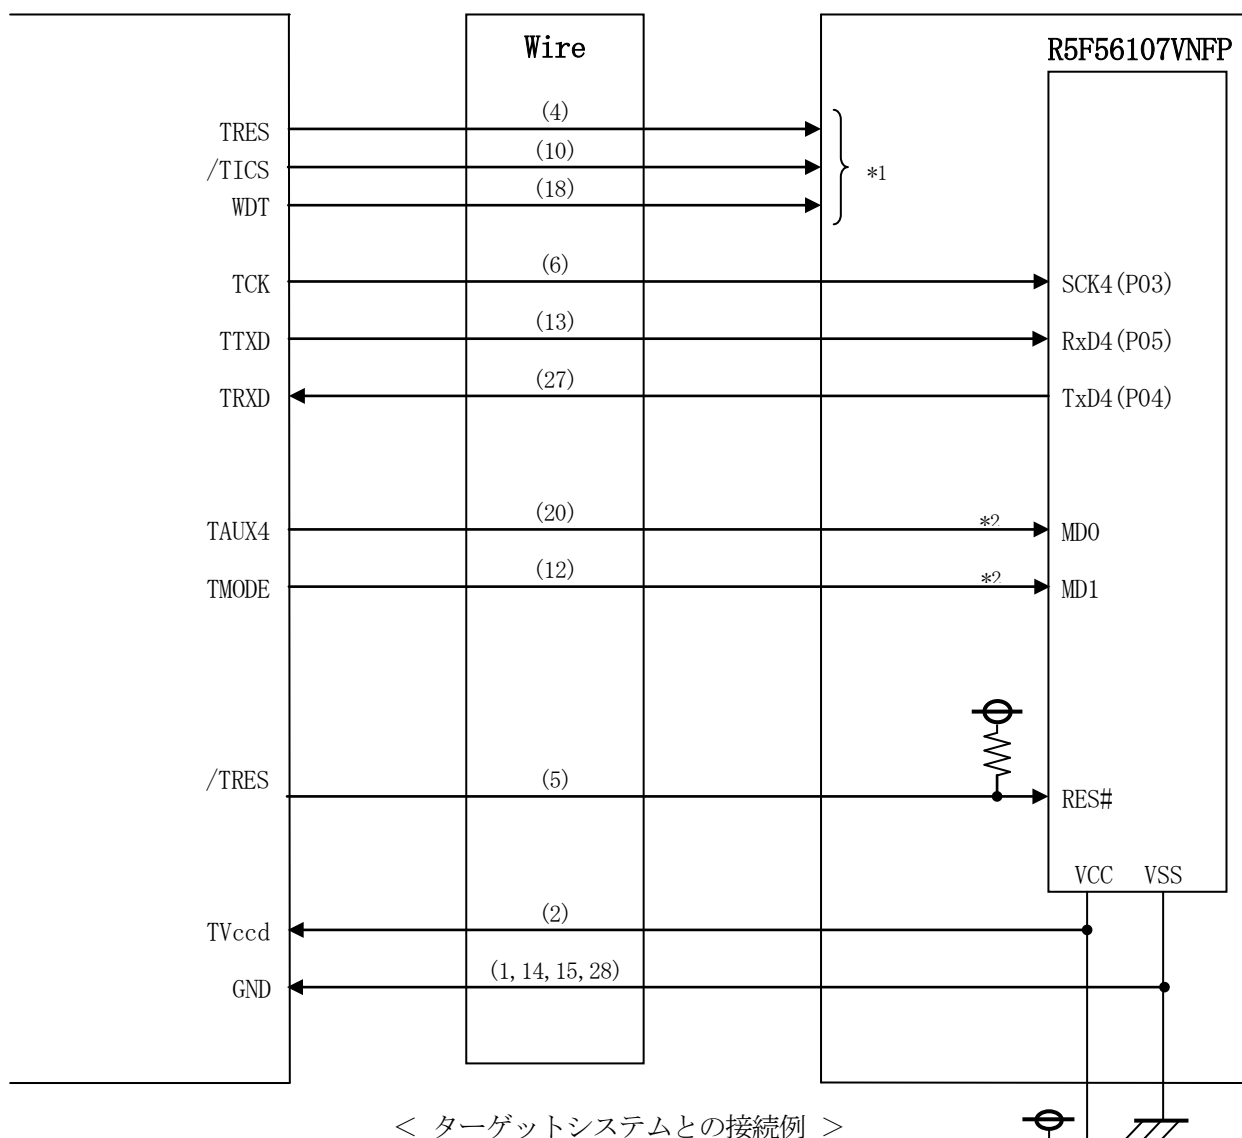 Wire
R5F56107VNFP
TRES (4)
/TICS (10) *1
WDT (18)
TCK (6) SCK4(P03)
TTXD (13) RxD4(P05)
TRXD (27) TxD4(P04)
TAUX4 (20) *2 MD0
TMODE (12) *2 MD1
/TRES (5) RES#
VCC VSS
TVccd (2)
GND (1,14,15,28)
< ターゲットシステムとの接続例 >